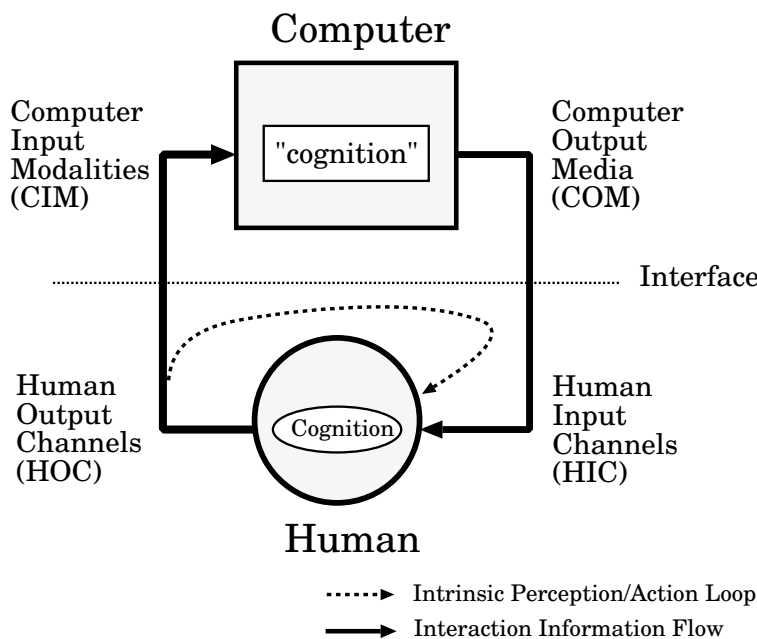 Computer
Computer
Input
Modalities
(CIM)
"cognition"
Computer
Output
Media
(COM)
Interface
Human
Output
Channels
(HOC)
Cognition
Human
Input
Channels
(HIC)
Human
Intrinsic Perception/Action Loop
Interaction Information Flow